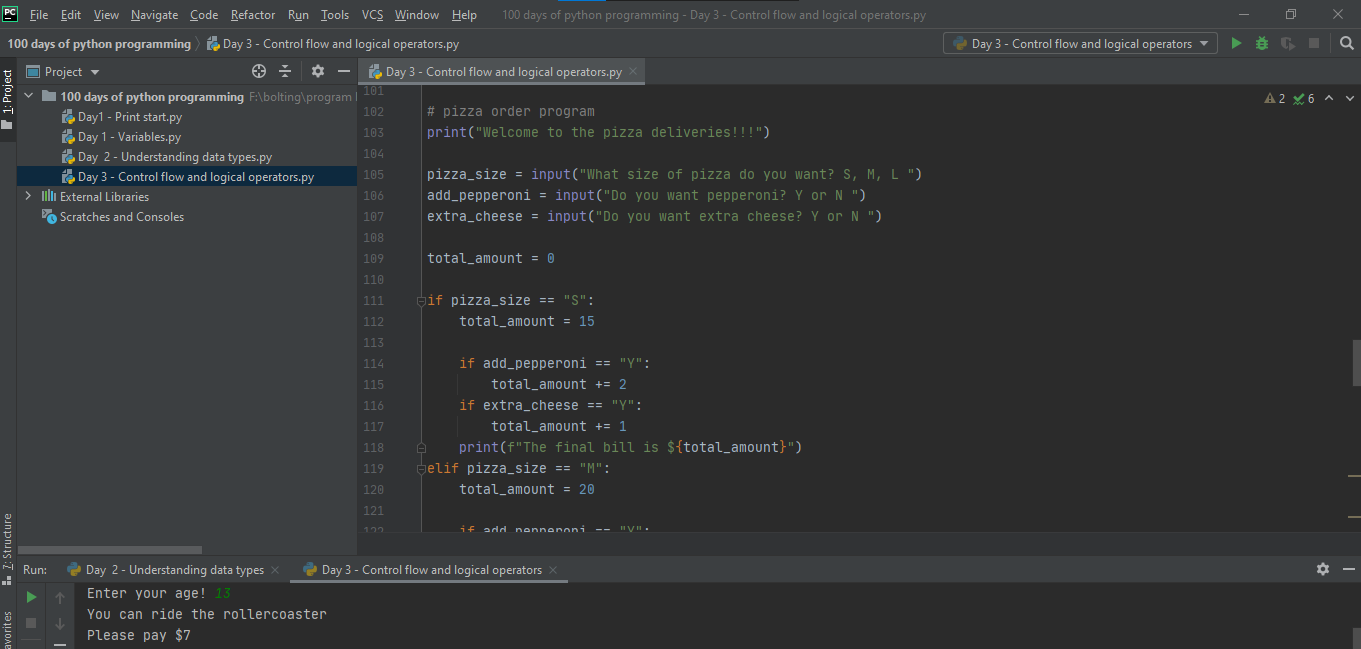 PC File Edit View Navigate Code Refactor Run Tools VCS Window Help 100 days of python programming - Day 3 - Control flow and logical operators.py
100 days of python programming Day 3 - Control flow and logical operators.py Day 3 - Control flow and logical operators
1: Project
Project
100 days of python programming F:\bolting\program
Day1 - Print start.py
Day 1 - Variables.py
Day 2 - Understanding data types.py
Day 3 - Control flow and logical operators.py
External Libraries
Scratches and Consoles
Day 3 - Control flow and logical operators.py
2 6
101
102 # pizza order program
103 print("Welcome to the pizza deliveries!!!")
104
105 pizza_size = input("What size of pizza do you want? S, M, L ")
106 add_pepperoni = input("Do you want pepperoni? Y or N ")
107 extra_cheese = input("Do you want extra cheese? Y or N ")
108
109 total_amount = 0
110
111 if pizza_size == "S":
112 total_amount = 15
113
114 if add_pepperoni == "Y":
115 total_amount += 2
116 if extra_cheese == "Y":
117 total_amount += 1
118 print(f"The final bill is ${total_amount}")
119 elif pizza_size == "M":
120 total_amount = 20
121
122 if add_pepperoni == "Y":
7: Structure
avorites
Run: Day 2 - Understanding data types Day 3 - Control flow and logical operators
Enter your age! 13
You can ride the rollercoaster
Please pay $7